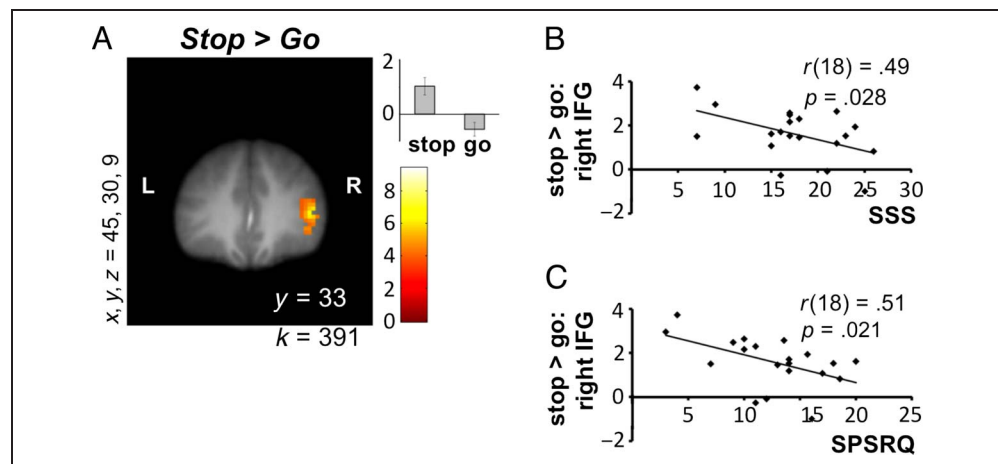 A
Stop > Go
L
R
x, y, z = 45, 30, 9
y = 33
k = 391
2
0
stop go
8
6
4
2
0
B
r(18) = .49
p = .028
stop > go:
right IFG
4
2
0
−2
5 10 15 20 25 30
SSS
C
r(18) = .51
p = .021
stop > go:
right IFG
4
2
0
−2
5 10 15 20 25
SPSRQ